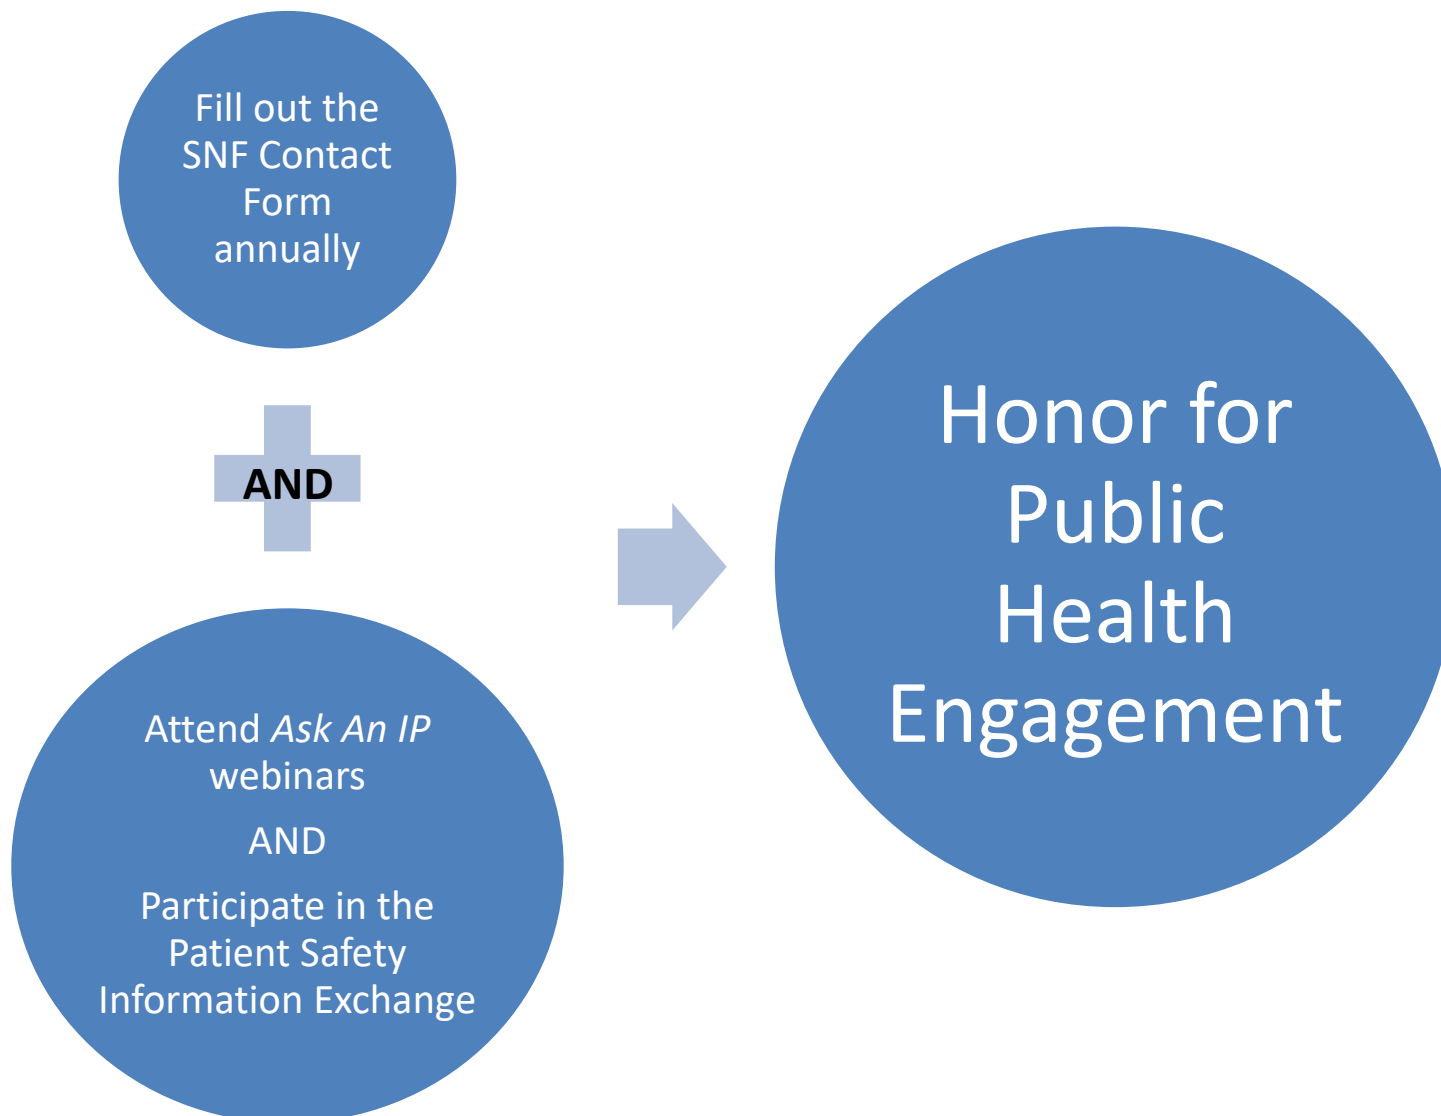 Fill out the
SNF Contact
Form
annually
AND
Attend Ask An IP
webinars
AND
Participate in the
Patient Safety
Information Exchange
Honor for
Public
Health
Engagement